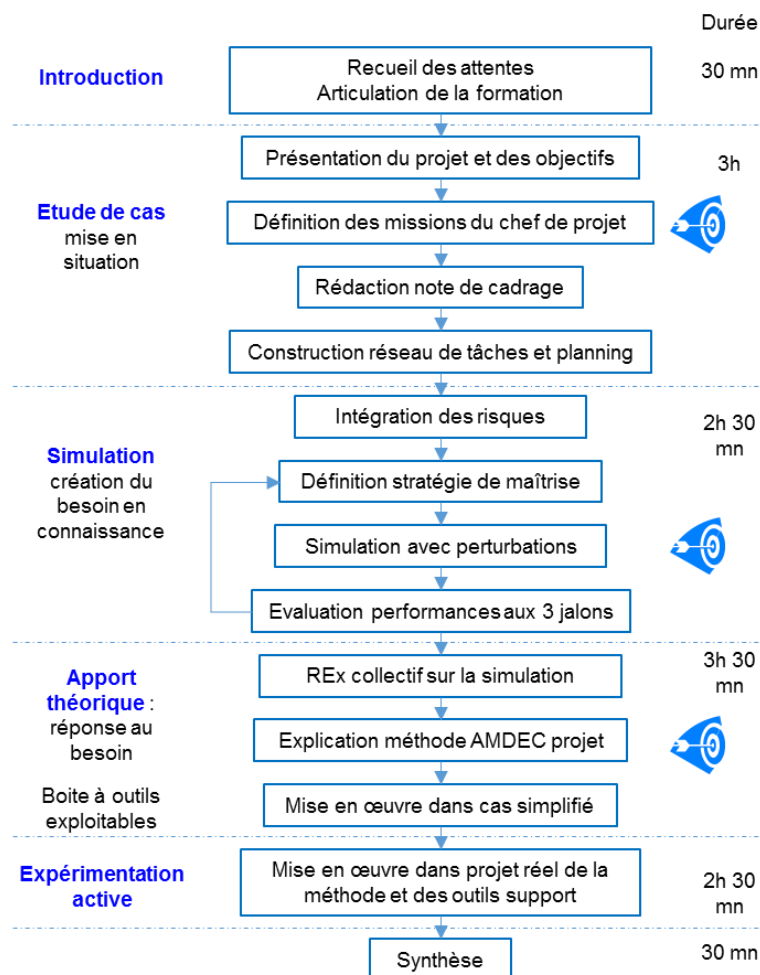 Durée
Introduction
Recueil des attentes
Articulation de la formation
30 mn
Présentation du projet et des objectifs
3h
Etude de cas
mise en
situation
Définition des missions du chef de projet
Rédaction note de cadrage
Construction réseau de tâches et planning
Intégration des risques
2h 30
mn
Simulation
création du
besoin en
connaissance
Définition stratégie de maîtrise
Simulation avec perturbations
Evaluation performances aux 3 jalons
REx collectif sur la simulation
3h 30
mn
Apport
théorique :
réponse au
besoin
Explication méthode AMDEC projet
Boite à outils
exploitables
Mise en œuvre dans cas simplifié
Expérimentation
active
Mise en œuvre dans projet réel de la
méthode et des outils support
2h 30
mn
Synthèse
30 mn